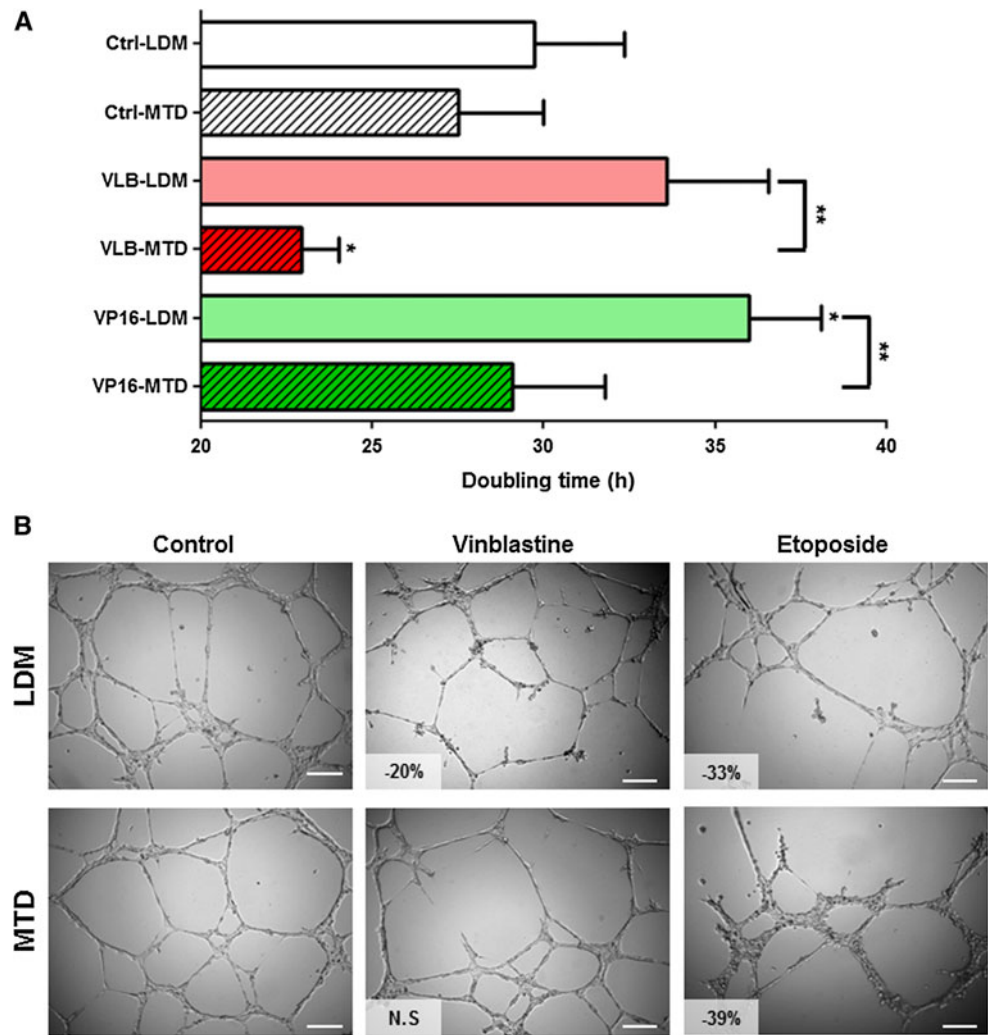 A
Ctrl-LDM
Ctrl-MTD
VLB-LDM
**
VLB-MTD
*
VP16-LDM
*
**
VP16-MTD
20 25 30 35 40
Doubling time (h)
B
Control Vinblastine Etoposide
LDM
-20% -33%
MTD
N.S -39%